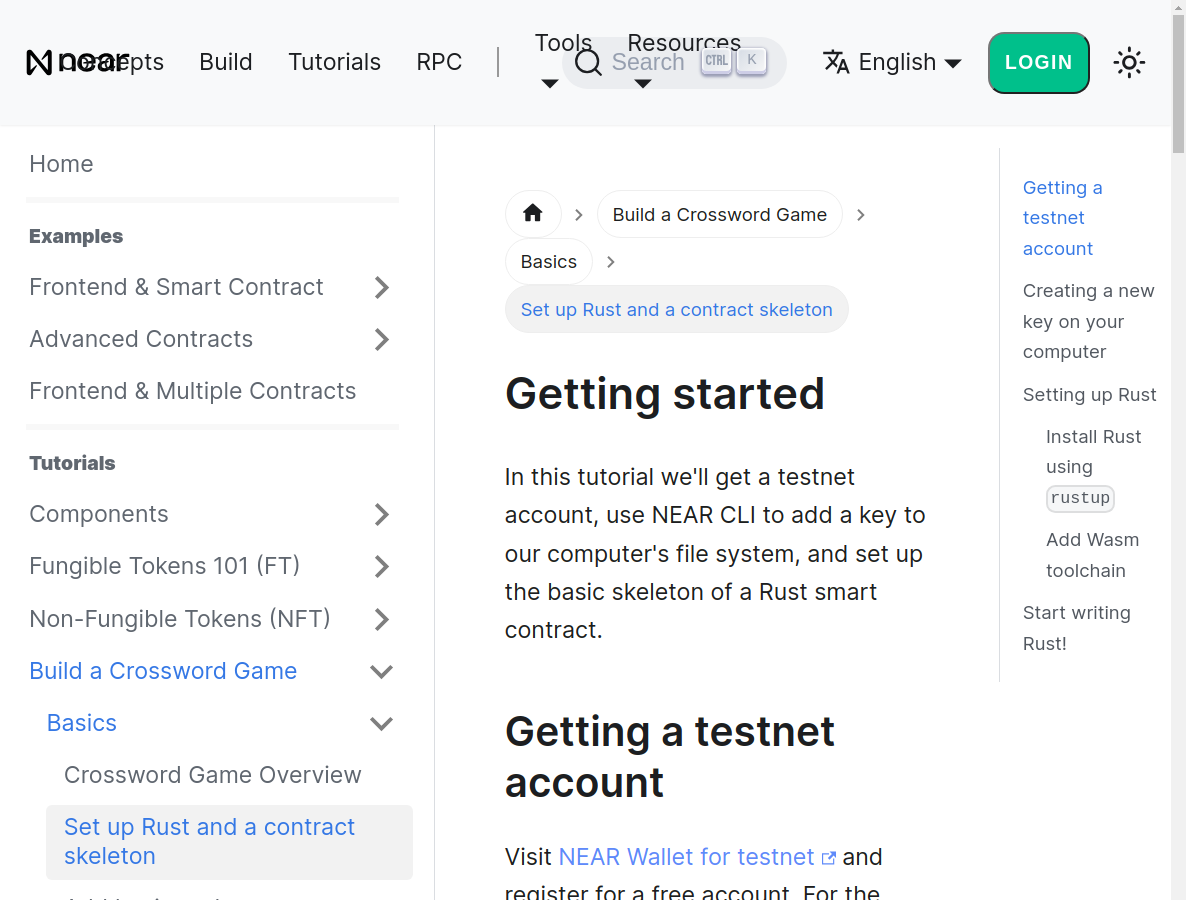 near
Concepts
Build
Tutorials
RPC
Tools
Resources
Search
CTRL
K
English
LOGIN
Home
Examples
Frontend & Smart Contract
Advanced Contracts
Frontend & Multiple Contracts
Tutorials
Components
Fungible Tokens 101 (FT)
Non-Fungible Tokens (NFT)
Build a Crossword Game
Basics
Crossword Game Overview
Set up Rust and a contract
skeleton
Build a Crossword Game
Basics
Set up Rust and a contract skeleton
Getting started
In this tutorial we'll get a testnet
account, use NEAR CLI to add a key to
our computer's file system, and set up
the basic skeleton of a Rust smart
contract.
Getting a testnet
account
Visit NEAR Wallet for testnet and
register for a free account. For the
Getting a
testnet
account
Creating a new
key on your
computer
Setting up Rust
Install Rust
using
rustup
Add Wasm
toolchain
Start writing
Rust!